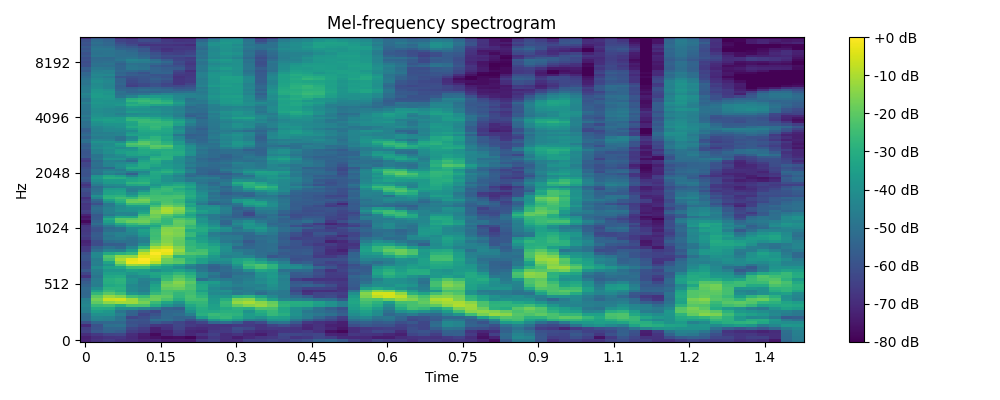 Mel-frequency spectrogram
Hz
8192
4096
2048
1024
512
0
0 0.15 0.3 0.45 0.6 0.75 0.9 1.1 1.2 1.4
Time
+0 dB
-10 dB
-20 dB
-30 dB
-40 dB
-50 dB
-60 dB
-70 dB
-80 dB